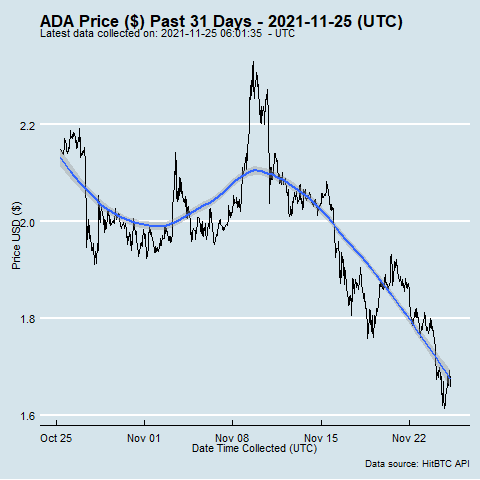 ADA Price ($) Past 31 Days - 2021-11-25 (UTC)
Latest data collected on: 2021-11-25 06:01:35  - UTC
2.2
2.0
1.8
1.6
Price USD ($)
Oct 25 Nov 01 Nov 08 Nov 15 Nov 22
Date Time Collected (UTC)
Data source: HitBTC API